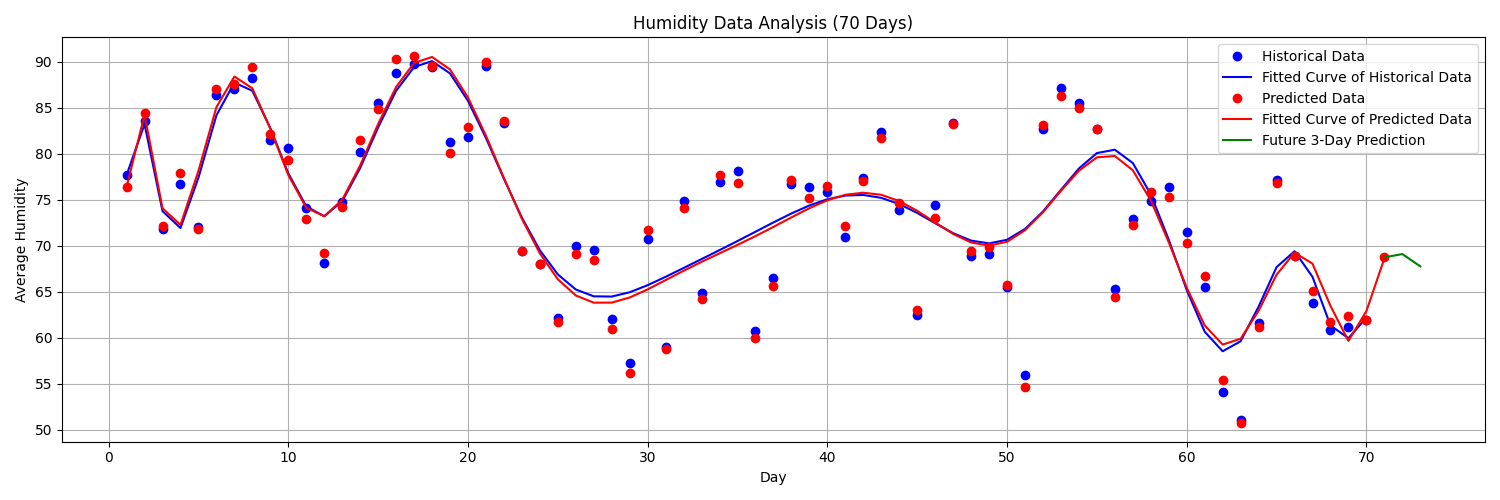 Humidity Data Analysis (70 Days)
Historical Data
Fitted Curve of Historical Data
Predicted Data
Fitted Curve of Predicted Data
Future 3-Day Prediction
Average Humidity
90
85
80
75
70
65
60
55
50
0 10 20 30 40 50 60 70
Day